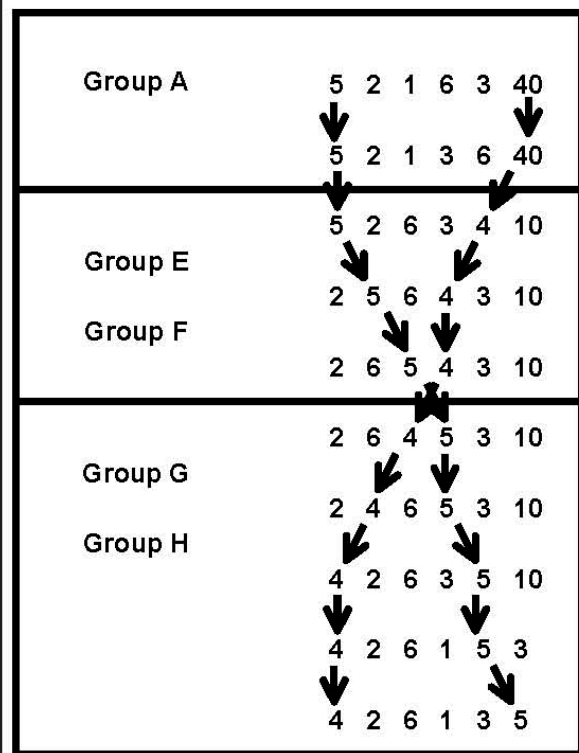 Group A 5 2 1 6 3 40
5 2 1 3 6 40
5 2 6 3 4 10
Group E
2 5 6 4 3 10
Group F
2 6 5 4 3 10
2 6 4 5 3 10
Group G
2 4 6 5 3 10
Group H
4 2 6 3 5 10
4 2 6 1 5 3
4 2 6 1 3 5